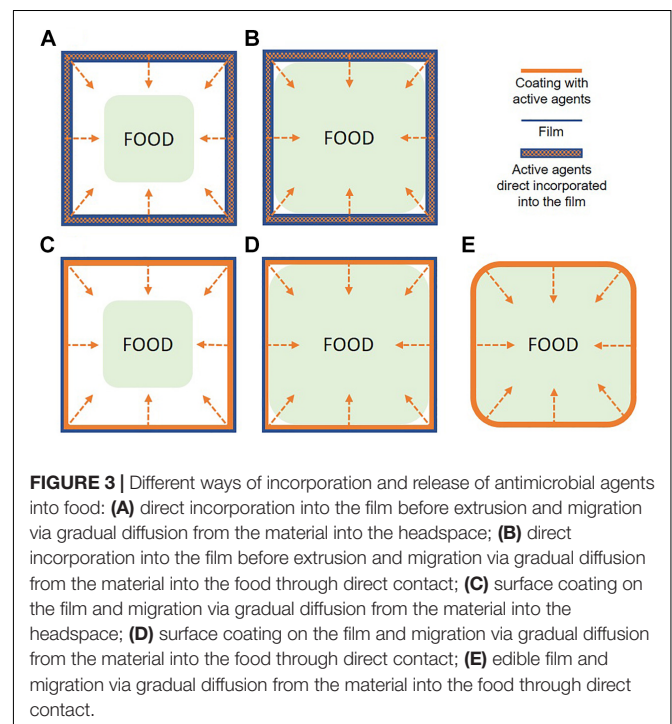 A
B
FOOD
FOOD
Coating with
active agents
Film
Active agents
direct incorporated
into the film
C
D
E
FOOD
FOOD
FOOD
FIGURE 3 | Different ways of incorporation and release of antimicrobial agents
into food: (A) direct incorporation into the film before extrusion and migration
via gradual diffusion from the material into the headspace; (B) direct
incorporation into the film before extrusion and migration via gradual diffusion
from the material into the food through direct contact; (C) surface coating on
the film and migration via gradual diffusion from the material into the
headspace; (D) surface coating on the film and migration via gradual diffusion
from the material into the food through direct contact; (E) edible film and
migration via gradual diffusion from the material into the food through direct
contact.